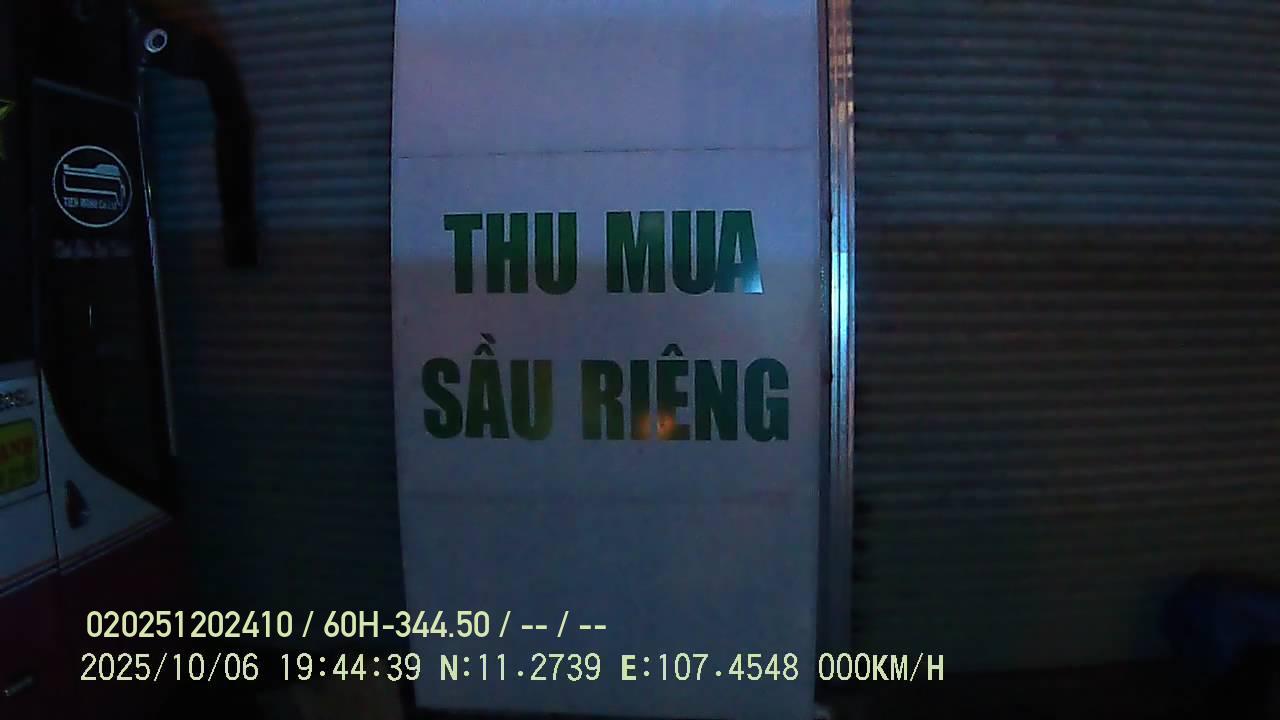 THU MUA
SẦU RIÊNG
020251202410 / 60H-344.50 / -- / --
2025/10/06 19:44:39 N:11.2739 E:107.4548 000KM/H